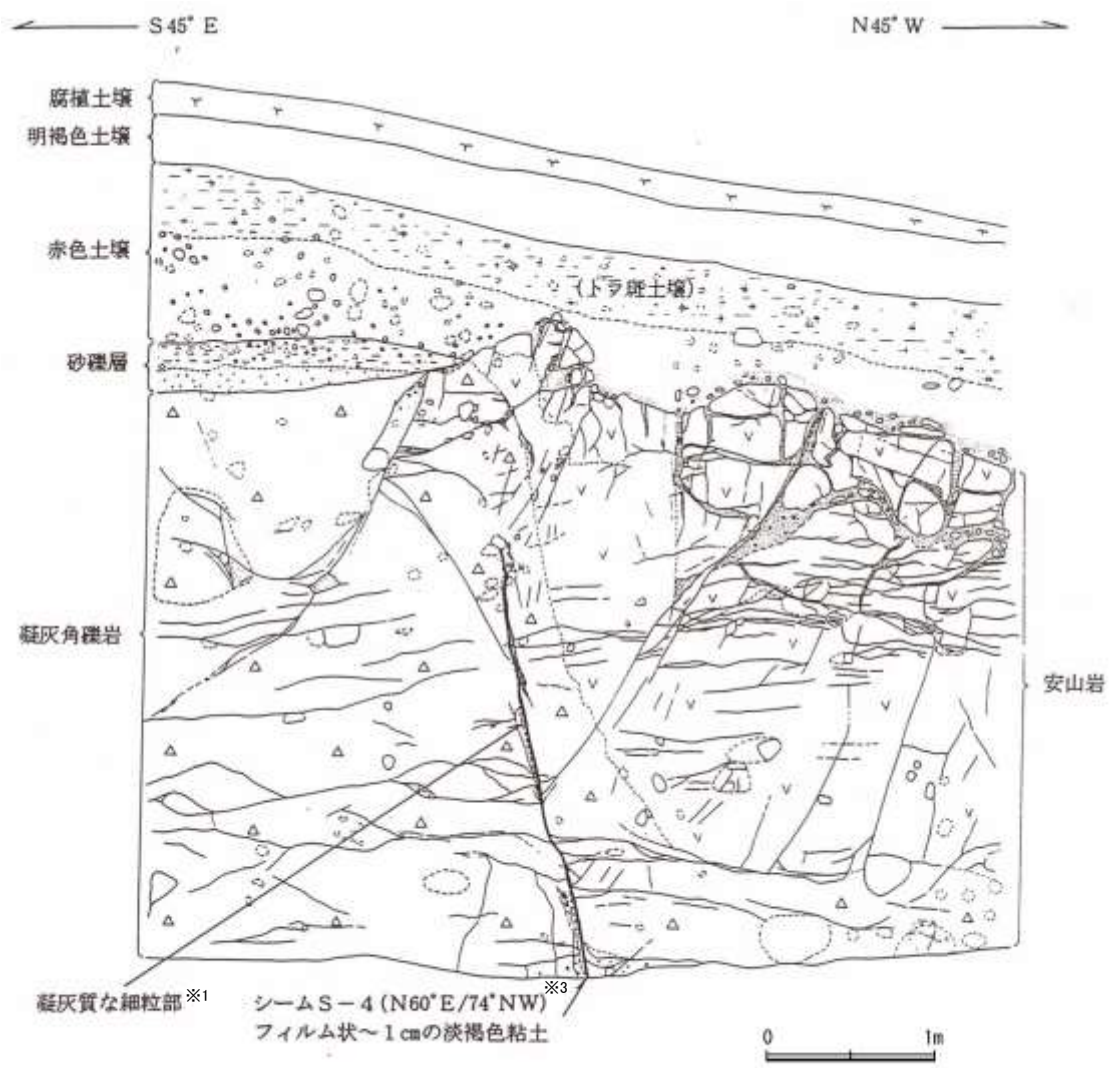 S45°E
N45°W
腐植土壌
明褐色土壌
赤色土壌
(トラ斑土壌)
砂礫層
凝灰角礫岩
安山岩
凝灰質な細粒部 ※1
シームS-4(N60°E/74°NW) ※3
フィルム状~1cmの淡褐色粘土
0 1m